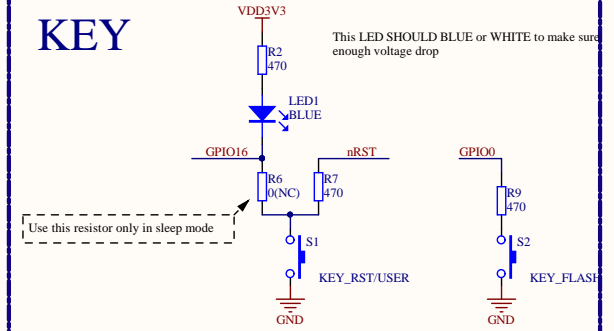 KEY
VDD3V3
This LED SHOULD BLUE or WHITE to make sure
enough voltage drop
R2
470
LED1
BLUE
GPIO16
nRST
GPIO0
R6
0(NC)
R7
470
R9
470
Use this resistor only in sleep mode
S1
S2
KEY_RST/USER
KEY_FLASH
GND
GND